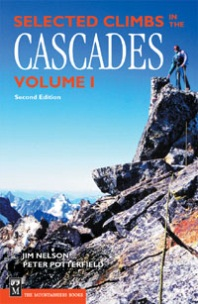 SELECTED CLIMBS IN THE
CASCADES
VOLUME I
Second Edition
JIM NELSON
PETER POTTERFIELD
M
THE MOUNTAINEERS BOOKS